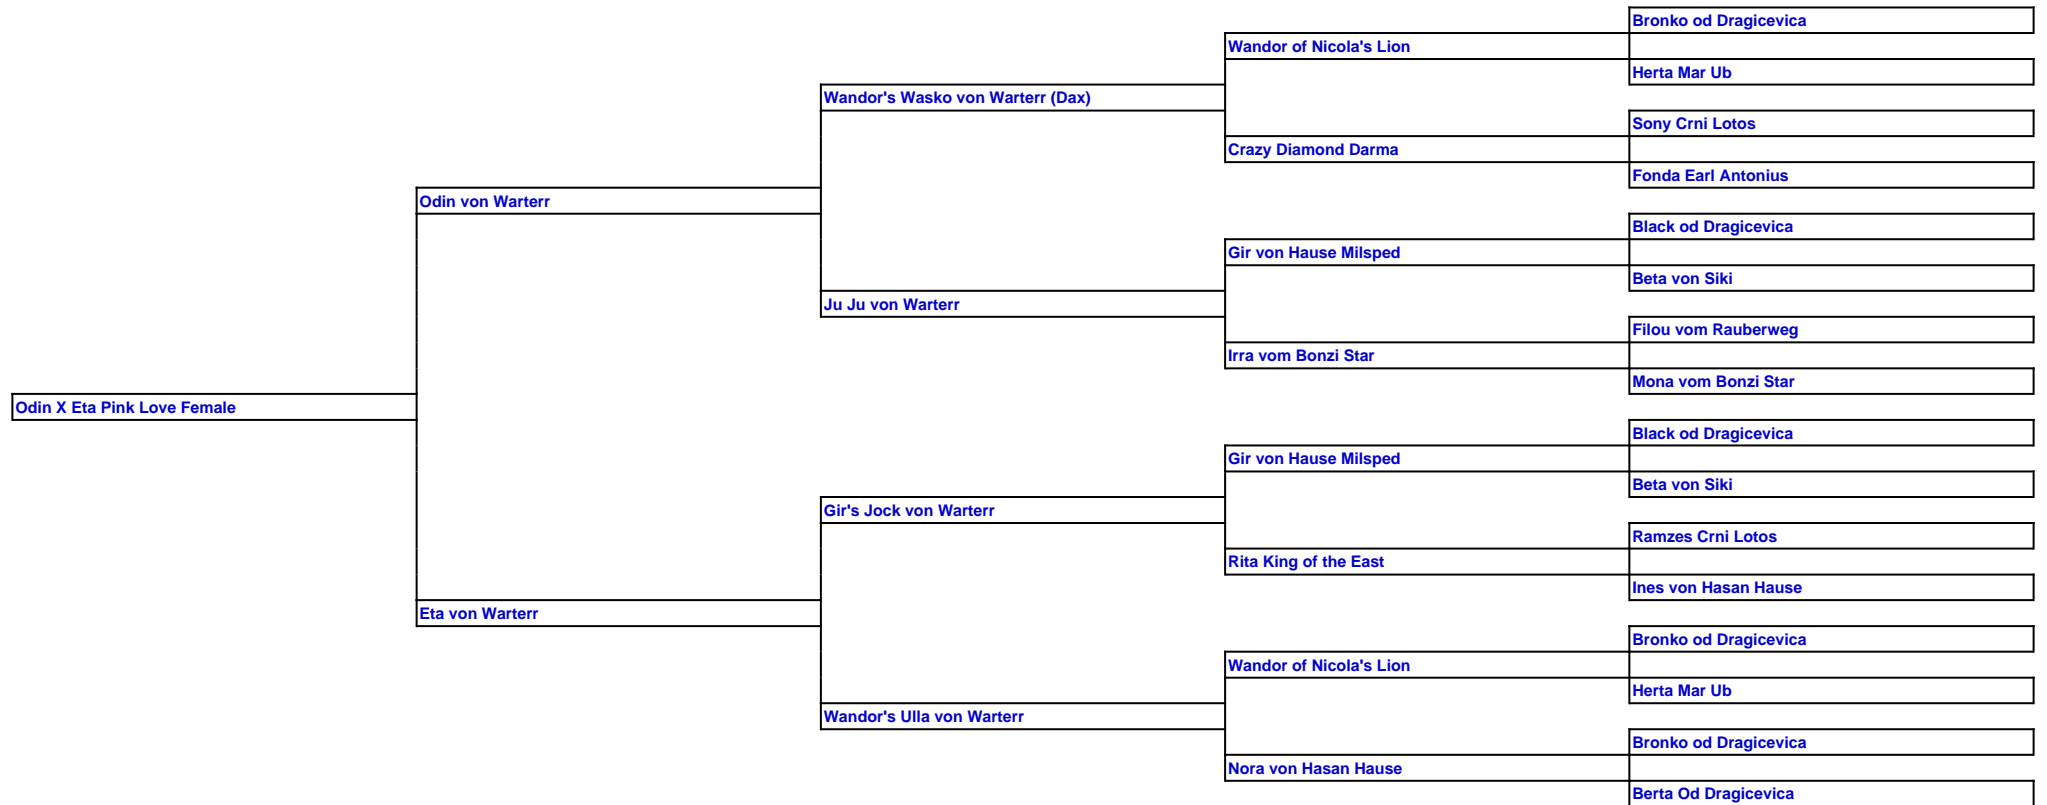 Bronko od Dragicevica
Wandor of Nicola's Lion
Herta Mar Ub
Wandor's Wasko von Warterr (Dax)
Sony Crni Lotos
Crazy Diamond Darma
Fonda Earl Antonius
Odin von Warterr
Black od Dragicevica
Gir von Hause Milsped
Beta von Siki
Ju Ju von Warterr
Filou vom Rauberweg
Irra vom Bonzi Star
Mona vom Bonzi Star
Odin X Eta Pink Love Female
Black od Dragicevica
Gir von Hause Milsped
Beta von Siki
Gir's Jock von Warterr
Ramzes Crni Lotos
Rita King of the East
Ines von Hasan Hause
Eta von Warterr
Bronko od Dragicevica
Wandor of Nicola's Lion
Herta Mar Ub
Wandor's Ulla von Warterr
Bronko od Dragicevica
Nora von Hasan Hause
Berta Od Dragicevica